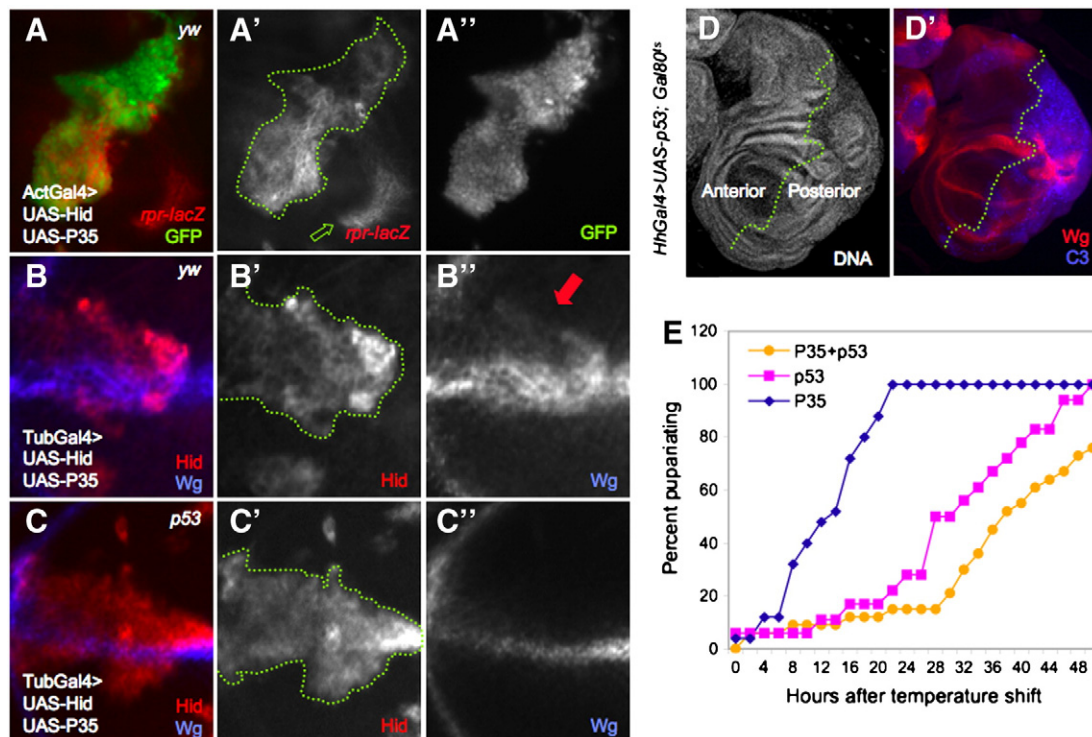 A
yw
ActGal4>
UAS-Hid
UAS-P35
rpr-lacZ
GFP
A'
rpr-lacZ
A''
GFP
B
yw
TubGal4>
UAS-Hid
UAS-P35
Hid
Wg
B'
Hid
B''
Wg
C
p53
TubGal4>
UAS-Hid
UAS-P35
Hid
Wg
C'
Hid
C''
Wg
HhGal4>UAS-p53; Gal80ts
D
Anterior
Posterior
DNA
D'
Wg
C3
E
120
100
80
60
40
20
0
Percent pupariating
P35+p53
p53
P35
0 4 8 12 16 20 24 28 32 36 40 44 48
Hours after temperature shift